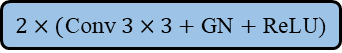 2 × (Conv 3 × 3 + GN + ReLU)